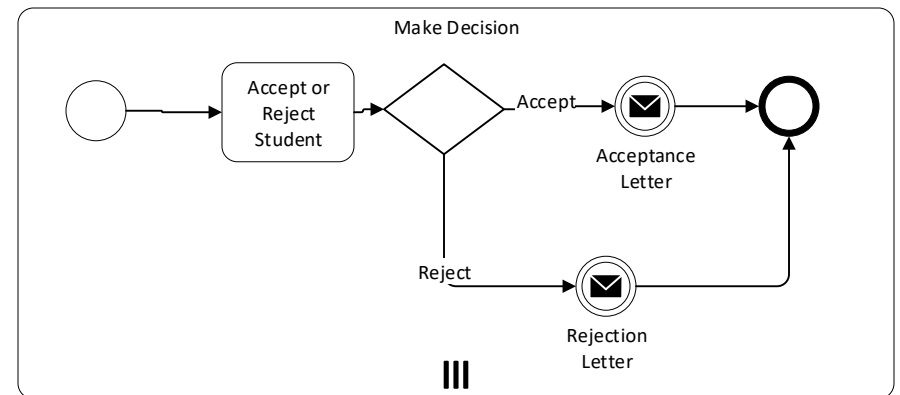 Make Decision
Accept or
Reject
Student
Accept
Acceptance
Letter
Reject
Rejection
Letter